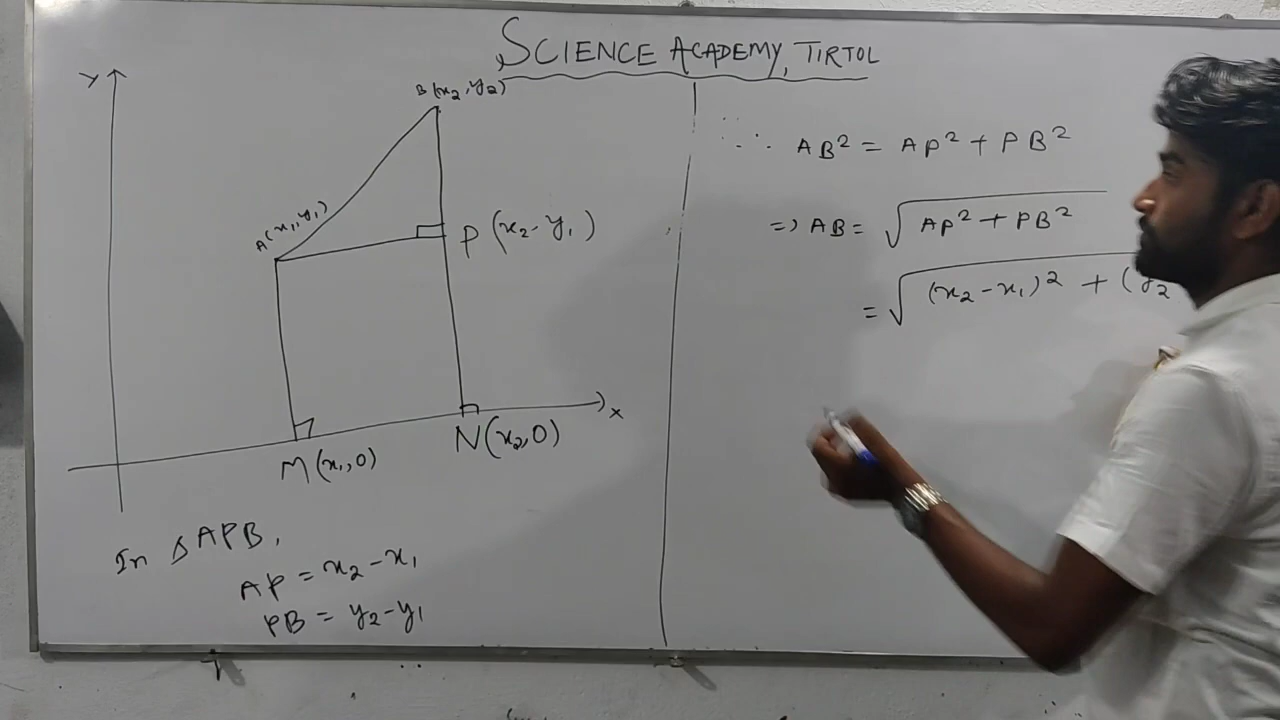 SCIENCE ACADEMY, TIRTOL
Y
B(x₂, y₂)
A(x₁, y₁)
P (x₂- y₁)
x
M(x₁, 0)
N(x₂, 0)
In Δ APB,
AP = x₂ - x₁
PB = y₂ - y₁
∴ AB² = AP² + PB²
=> AB = √AP² + PB²
= √(x₂ - x₁)² + (y₂